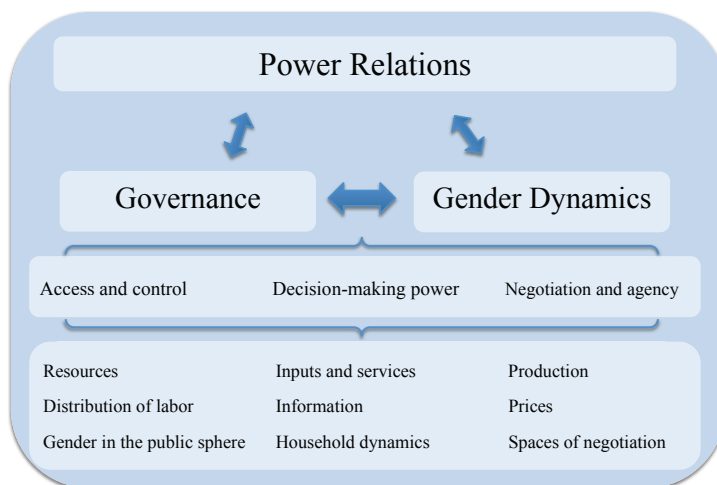 Power Relations
Governance
Gender Dynamics
Access and control
Decision-making power
Negotiation and agency
Resources
Inputs and services
Production
Distribution of labor
Information
Prices
Gender in the public sphere
Household dynamics
Spaces of negotiation